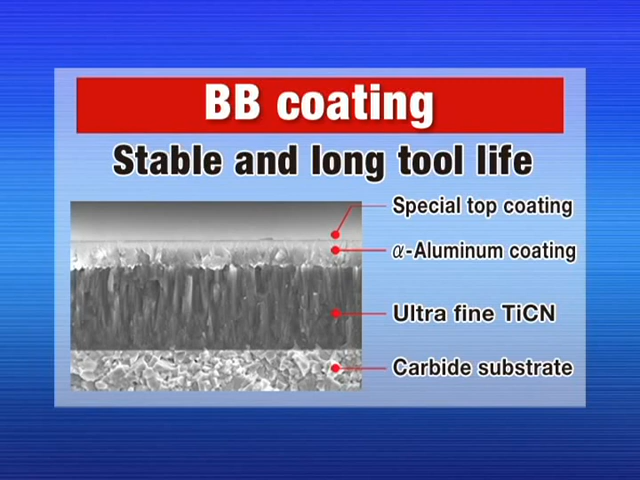 BB coating
Stable and long tool life
Special top coating
α-Aluminum coating
Ultra fine TiCN
Carbide substrate